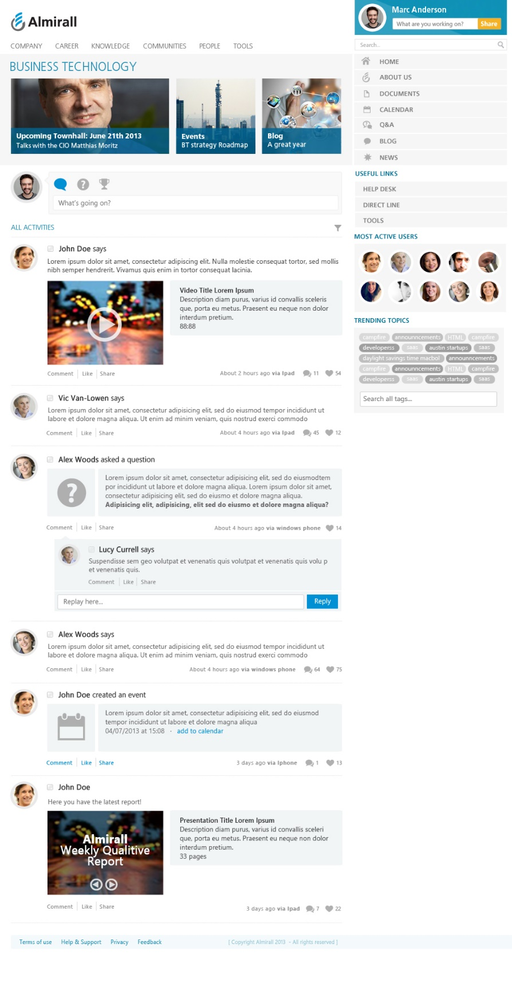 Almirall
COMPANY CAREER KNOWLEDGE COMMUNITIES PEOPLE TOOLS
BUSINESS TECHNOLOGY
Upcoming Townhall: June 21th 2013
Talks with the CIO Matthias Moritz
Events
BT strategy Roadmap
Blog
A great year
What's going on?
ALL ACTIVITIES
John Doe says
Lorem ipsum dolor sit amet, consectetur adipiscing elit. Nulla molestie consequat tortor, sed mollis
nibh semper hendrerit. Vivamus quis enim in tortor consequat lacinia.
Video Title Lorem Ipsum
Description diam purus, varius id convallis sceleris
que, porta eu metus. Praesent eu neque non dolor
interdum pretium.
88:88
Comment Like Share About 2 hours ago via Ipad 11 54
Vic Van-Lowen says
Lorem ipsum dolor sit amet, consectetur adipisicing elit, sed do eiusmod tempor incididunt ut
labore et dolore magna aliqua. Ut enim ad minim veniam, quis nostrud exerci commodo
Comment Like Share About 4 hours ago via Ipad 45 12
Alex Woods asked a question
Lorem ipsum dolor sit amet, consectetur adipisicing elit, sed do eiusmodtem
por incididunt ut labore et dolore magna aliqua. Lorem ipsum dolor sit amet,
consectetur adipisicing elit, sed do eiusmo et dolore magna aliqua.
Adipisicing elit, adipisicing, elit sed do eiusmo et dolore magna aliqua?
Comment Like Share About 4 hours ago via windows phone 14
Lucy Currell says
Suspendisse sem geo volutpat et venenatis quis volutpat et venenatis quis volu p
et venenatis quis.
Comment Like Share
Replay here... Reply
Alex Woods says
Lorem ipsum dolor sit amet, consectetur adipisicing elit, sed do eiusmod tempor incididunt ut
labore et dolore magna aliqua. Ut enim ad minim veniam, quis nostrud exerci commodo
Comment Like Share About 4 hours ago via windows phone 64 75
John Doe created an event
Lorem ipsum dolor sit amet, consectetur adipisicing elit, sed do eiusmod
tempor incididunt ut labore et dolore magna aliqua
04/07/2013 at 15:08 · add to calendar
Comment Like Share 3 days ago via Iphone 1 13
John Doe
Here you have the latest report!
Almirall
Weekly Qualitive
Report
Presentation Title Lorem Ipsum
Description diam purus, varius id convallis sceleri
que, porta eu metus. Praesent eu neque non dolor
interdum pretium.
33 pages
Comment Like Share 3 days ago via Ipad 7 22
Marc Anderson
What are you working on? Share
Search...
HOME
ABOUT US
DOCUMENTS
CALENDAR
Q&A
BLOG
NEWS
USEFUL LINKS
HELP DESK
DIRECT LINE
TOOLS
MOST ACTIVE USERS
TRENDING TOPICS
campfire announncements HTML campfire
developerss saas austin startups saas
daylight savings time macbol announncements
campfire announncements HTML campfire
developerss saas austin startups saas
Search all tags...
Terms of use Help & Support Privacy Feedback [ Copyright Almirall 2013 - All rights reserved ]